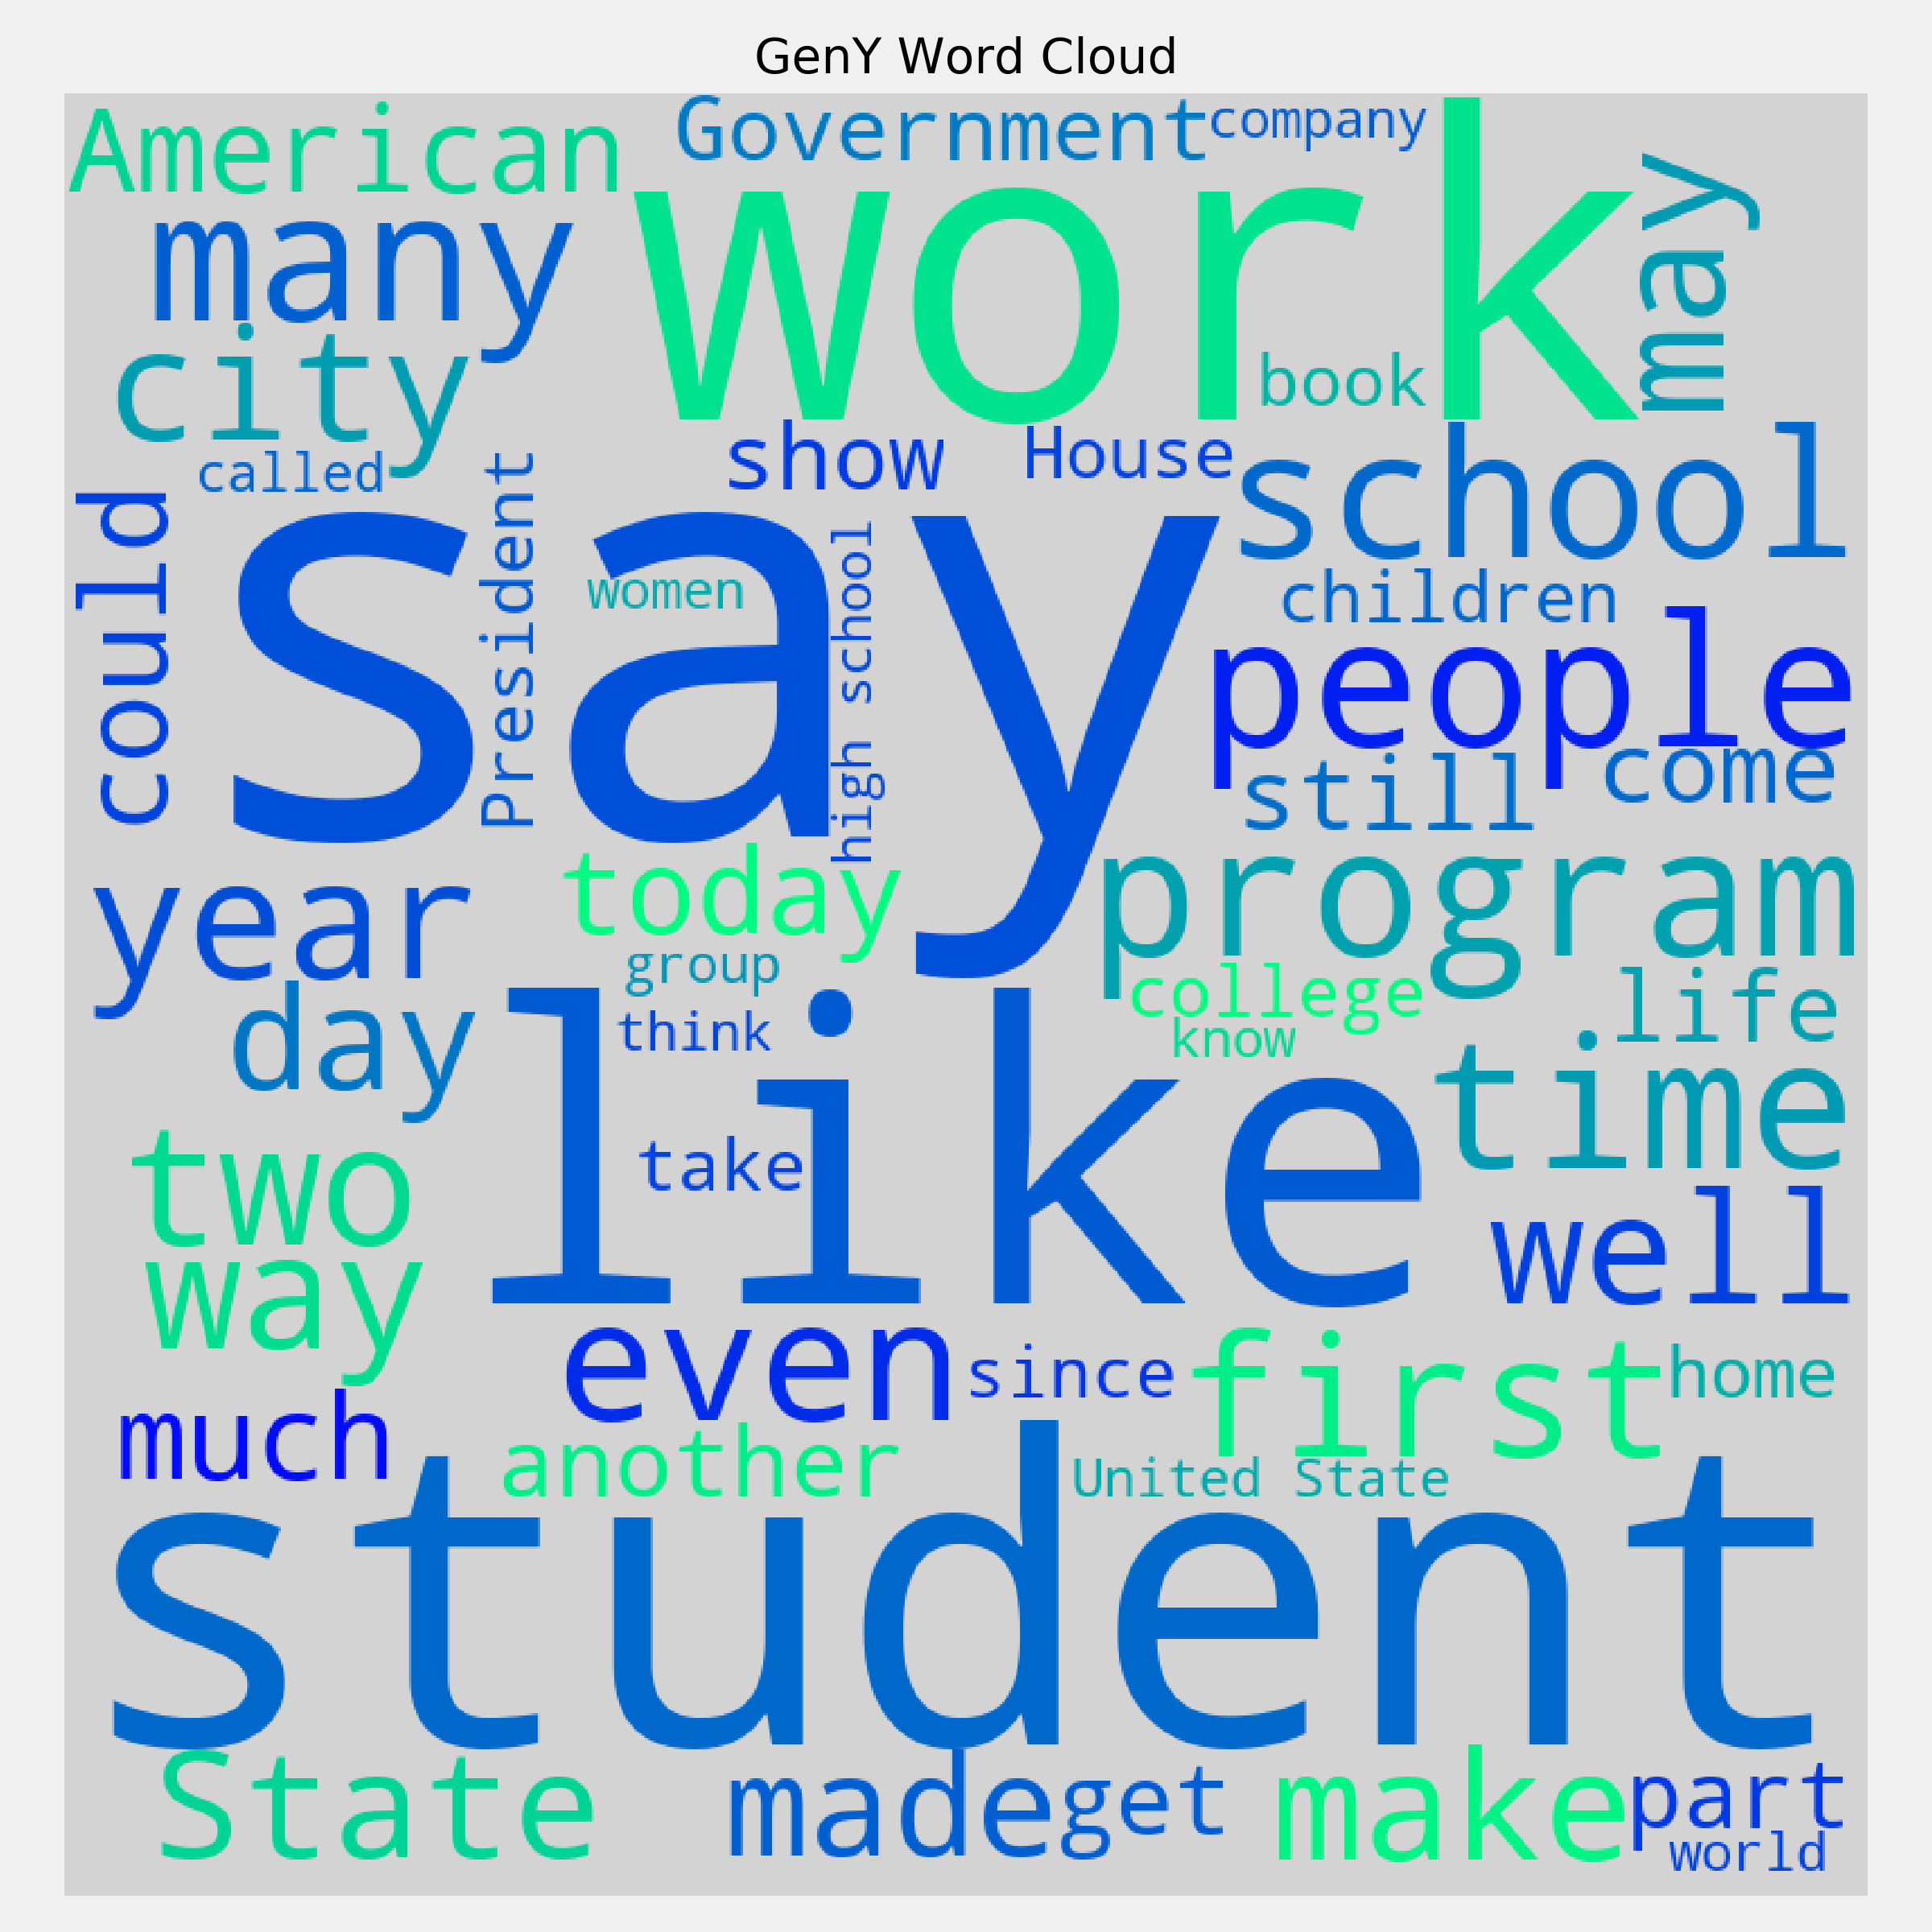 GenY Word Cloud
American
Government
company
work
may
many
city
book
called
show
House
school
could
say
President
women
high school
children
people
still
come
year
today
program
group
college
life
day
think
know
like
time
two
take
well
way
even
since
first
home
much
another
United State
student
State
made
get
make
part
world